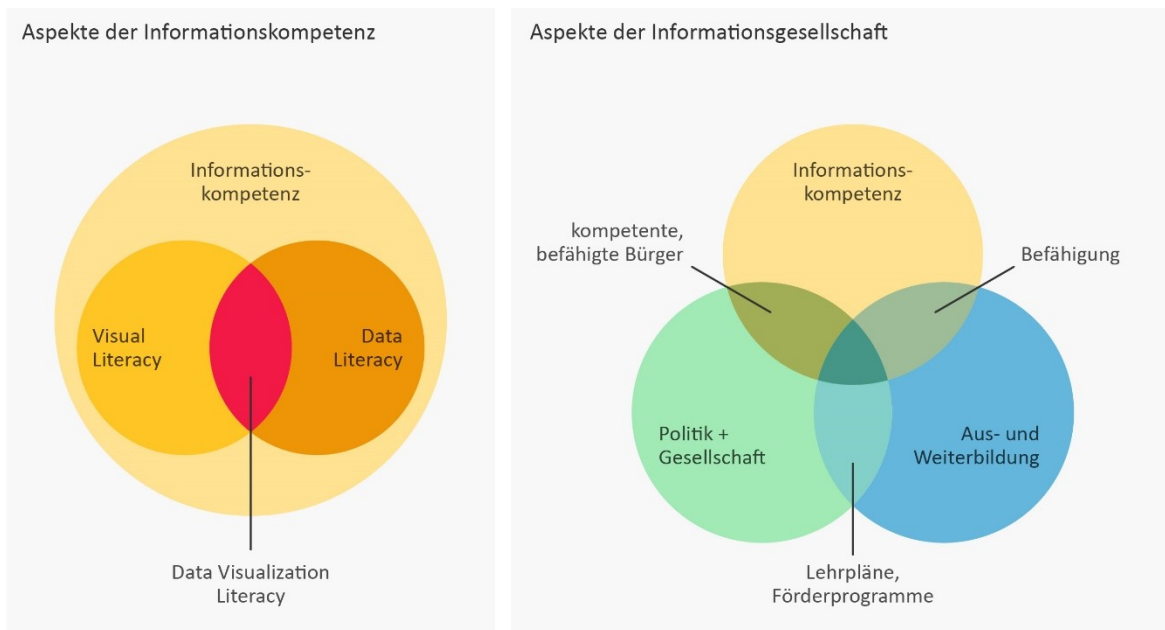 Aspekte der Informationskompetenz
Informations-
kompetenz
Visual
Literacy
Data
Literacy
Data Visualization
Literacy
Aspekte der Informationsgesellschaft
Informations-
kompetenz
kompetente,
befähigte Bürger
Befähigung
Politik +
Gesellschaft
Aus- und
Weiterbildung
Lehrpläne,
Förderprogramme